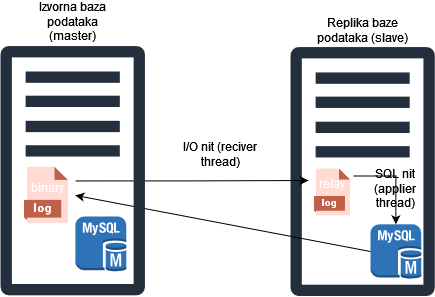 Izvorna baza
podataka
(master)
Replika baze
podataka (slave)
I/O nit (reciver
thread)
binary
log
relay
log
SQL nit
(applier
thread)
MySQL
M
MySQL
M